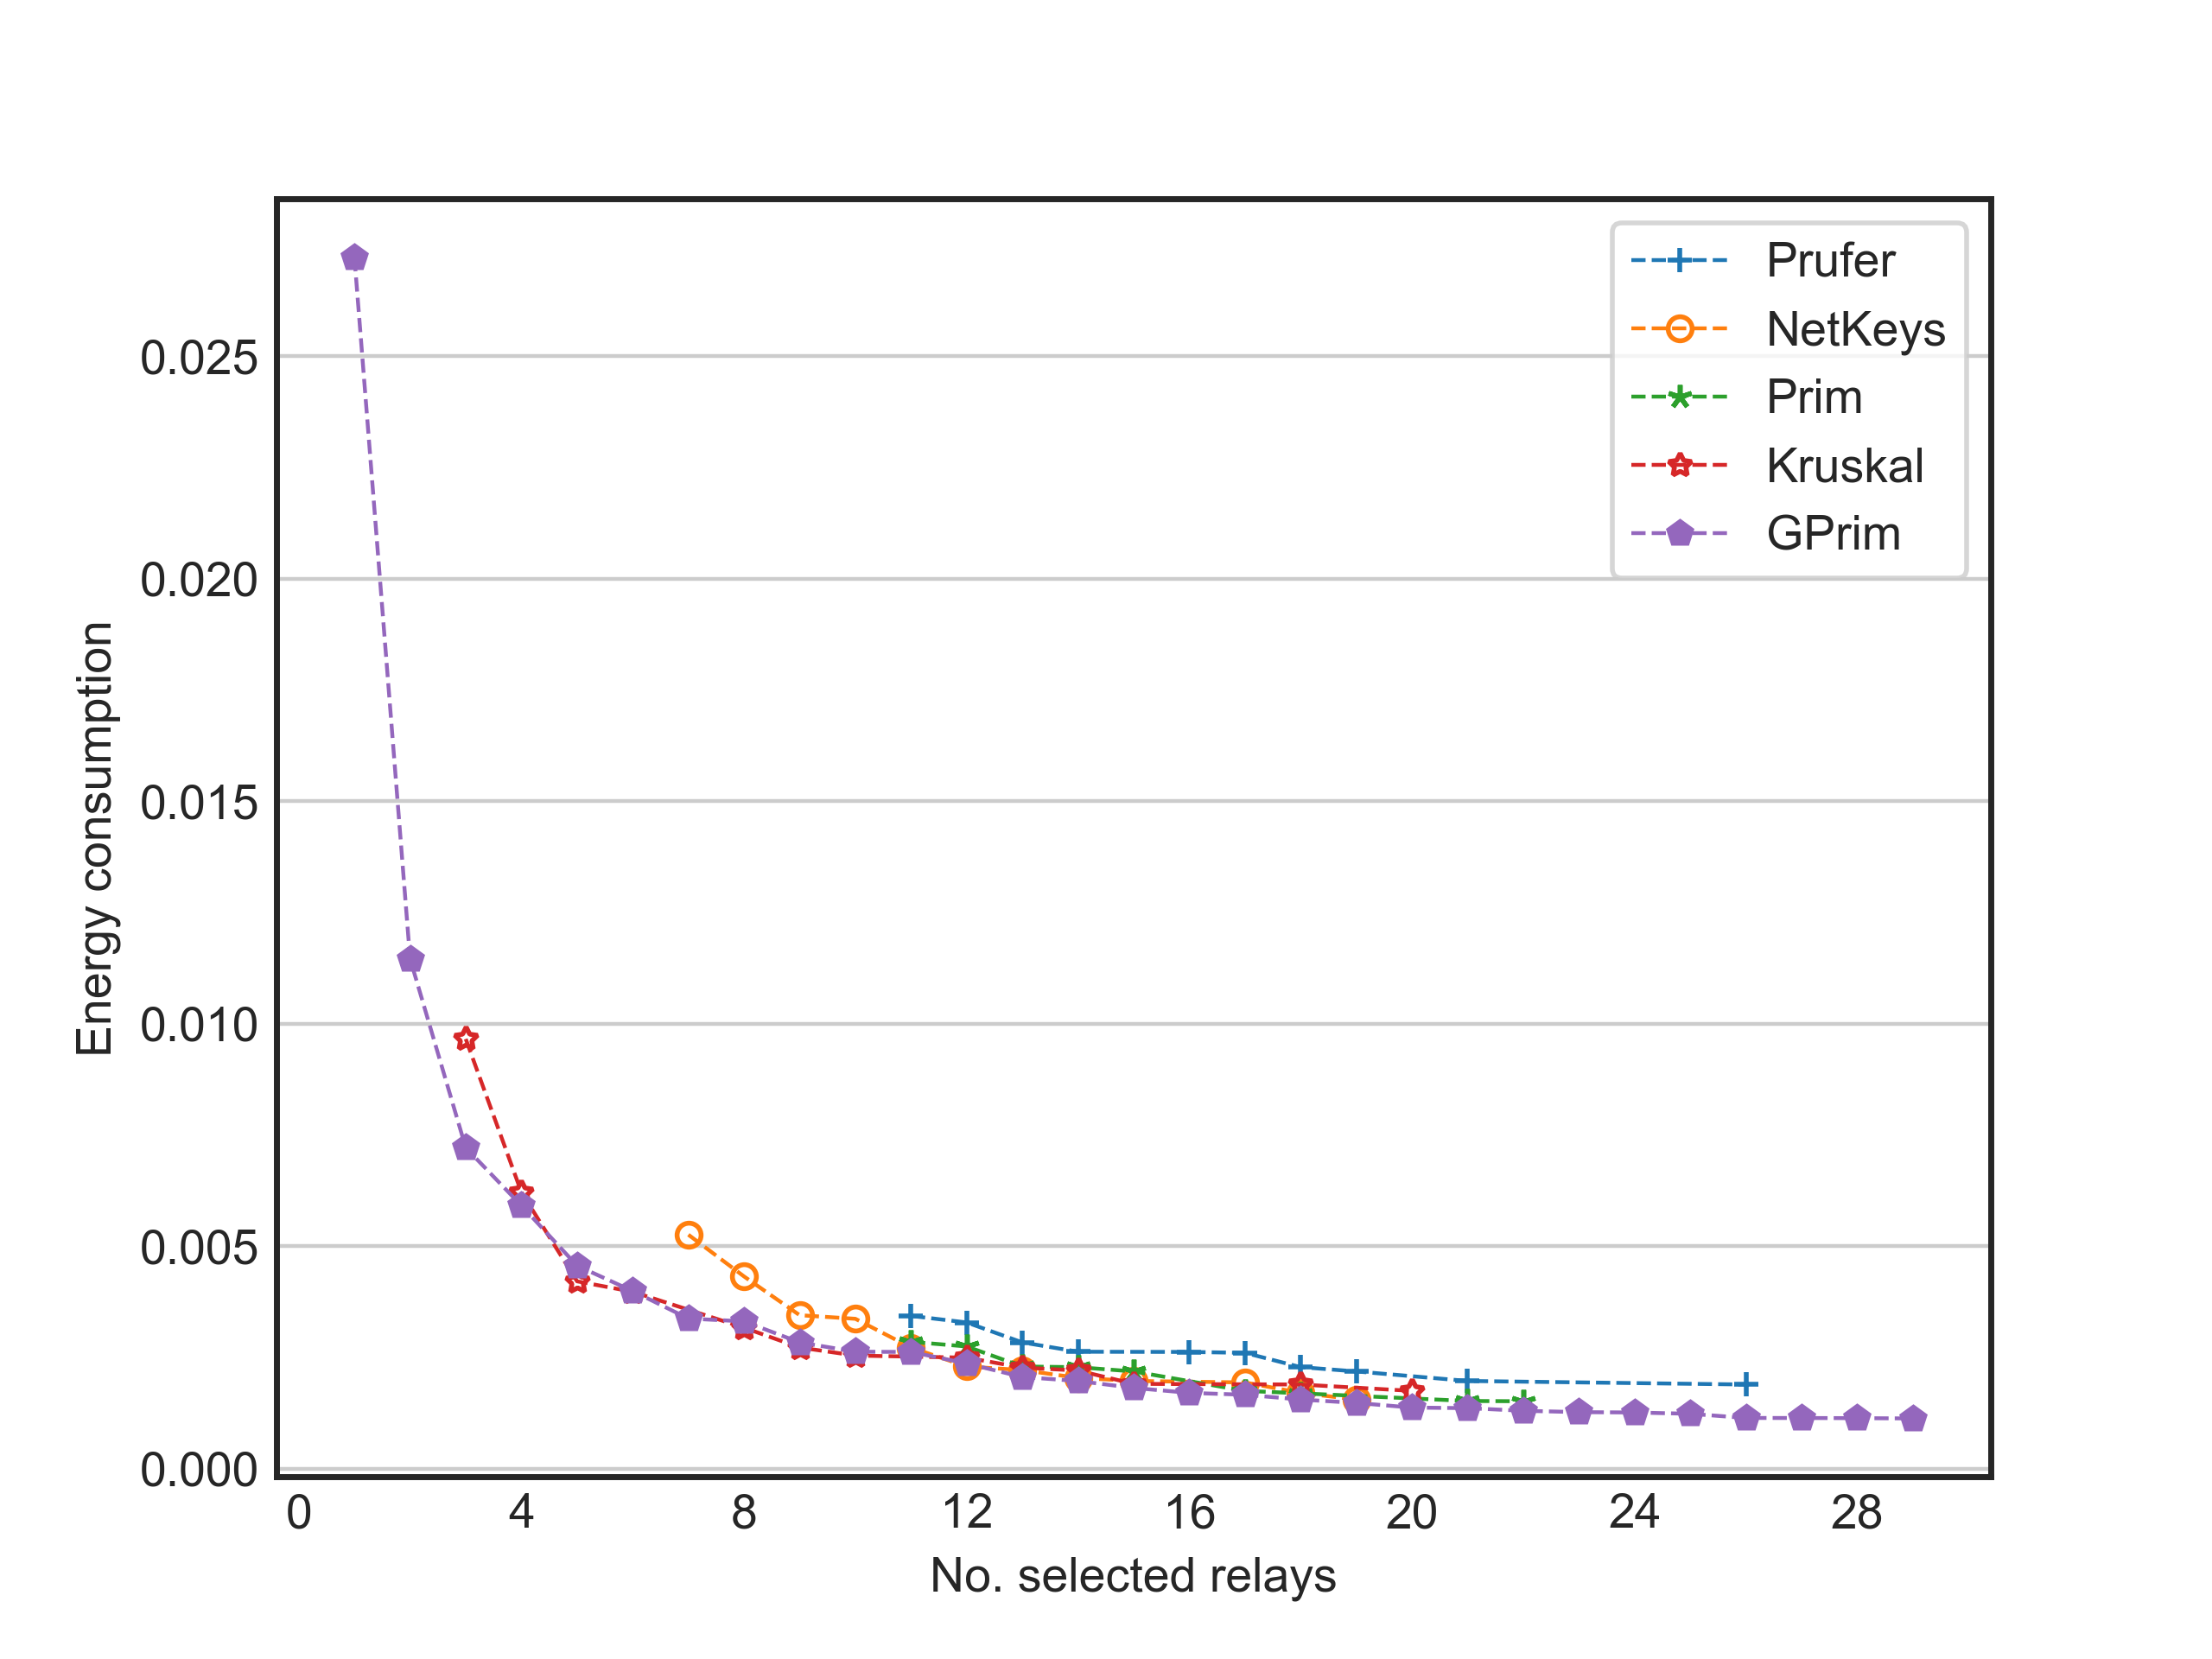 Prufer
NetKeys
Prim
Kruskal
GPrim
0.025
0.020
0.015
0.010
0.005
0.000
Energy consumption
0 4 8 12 16 20 24 28
No. selected relays